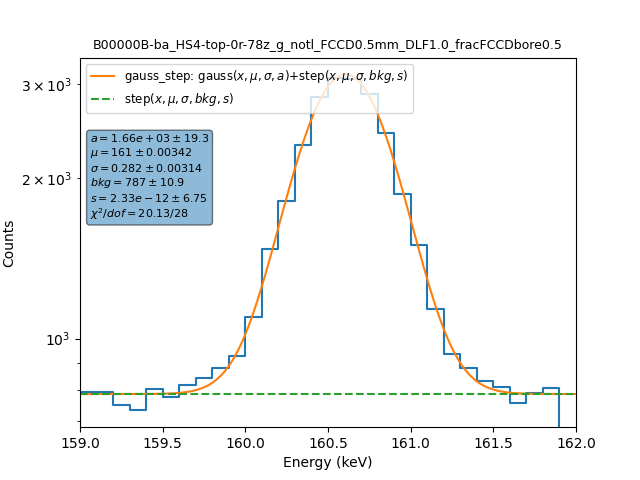 B00000B-ba_HS4-top-0r-78z_g_notl_FCCD0.5mm_DLF1.0_fracFCCDbore0.5
gauss_step: gauss(x, μ, σ, a)+step(x, μ, σ, bkg, s)
step(x, μ, σ, bkg, s)
a = 1.66e + 03 ± 19.3
μ = 161 ± 0.00342
σ = 0.282 ± 0.00314
bkg = 787 ± 10.9
s = 2.33e − 12 ± 6.75
χ²/dof = 20.13/28
3 × 10³
2 × 10³
10³
Counts
159.0 159.5 160.0 160.5 161.0 161.5 162.0
Energy (keV)